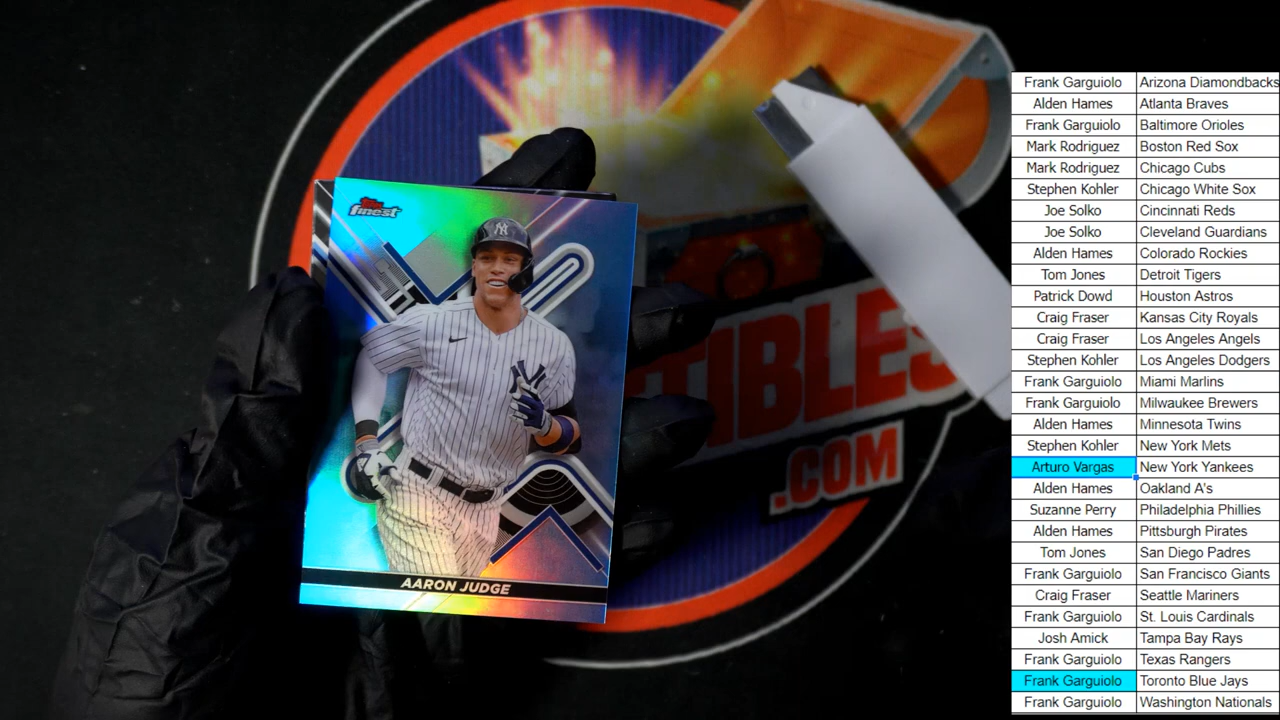 Topps
finest
NY
NY
AARON JUDGE
TIBLES
.COM
Frank Garguiolo Arizona Diamondbacks
Alden Hames Atlanta Braves
Frank Garguiolo Baltimore Orioles
Mark Rodriguez Boston Red Sox
Mark Rodriguez Chicago Cubs
Stephen Kohler Chicago White Sox
Joe Solko Cincinnati Reds
Joe Solko Cleveland Guardians
Alden Hames Colorado Rockies
Tom Jones Detroit Tigers
Patrick Dowd Houston Astros
Craig Fraser Kansas City Royals
Craig Fraser Los Angeles Angels
Stephen Kohler Los Angeles Dodgers
Frank Garguiolo Miami Marlins
Frank Garguiolo Milwaukee Brewers
Alden Hames Minnesota Twins
Stephen Kohler New York Mets
Arturo Vargas New York Yankees
Alden Hames Oakland A's
Suzanne Perry Philadelphia Phillies
Alden Hames Pittsburgh Pirates
Tom Jones San Diego Padres
Frank Garguiolo San Francisco Giants
Craig Fraser Seattle Mariners
Frank Garguiolo St. Louis Cardinals
Josh Amick Tampa Bay Rays
Frank Garguiolo Texas Rangers
Frank Garguiolo Toronto Blue Jays
Frank Garguiolo Washington Nationals